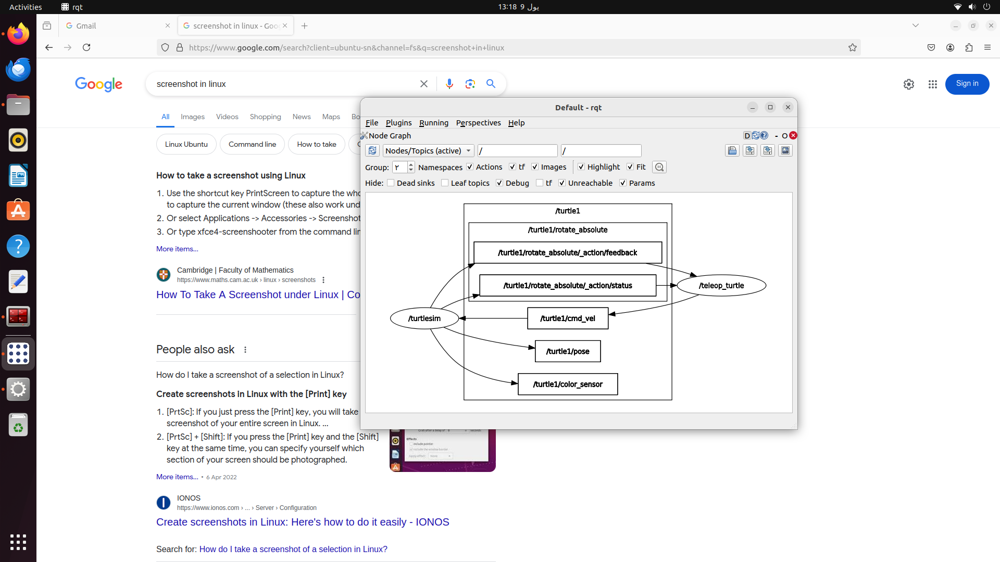 Activities
rqt
13:18 9 يول
Gmail
screenshot in linux - Goo
https://www.google.com/search?client=ubuntu-sn&channel=fs&q=screenshot+in+linux
Google
screenshot in linux
Sign in
All Images Videos Shopping News Maps Bo
Linux Ubuntu
Command line
How to take
How to take a screenshot using Linux
1. Use the shortcut key PrintScreen to capture the who
to capture the current window (these also work und
2. Or select Applications -> Accessories -> Screenshot
3. Or type xfce4-screenshooter from the command lin
More items...
Cambridge | Faculty of Mathematics
https://www.maths.cam.ac.uk › linux › screenshots
How To Take A Screenshot under Linux | Co
People also ask
How do I take a screenshot of a selection in Linux?
Create screenshots in Linux with the [Print] key
1. [PrtSc]: If you just press the [Print] key, you will take
screenshot of your entire screen in Linux. ...
2. [PrtSc] + [Shift]: If you press the [Print] key and the [Shift]
key at the same time, you can specify yourself which
section of your screen should be photographed.
More items... • 6 Apr 2022
IONOS
https://www.ionos.com › ... › Server › Configuration
Create screenshots in Linux: Here's how to do it easily - IONOS
Search for: How do I take a screenshot of a selection in Linux?
Default - rqt
File Plugins Running Perspectives Help
Node Graph
D - O
Nodes/Topics (active) / /
Group: ٢ Namespaces Actions tf Images Highlight Fit
Hide: Dead sinks Leaf topics Debug tf Unreachable Params
/turtle1
/turtle1/rotate_absolute
/turtle1/rotate_absolute/_action/feedback
/turtle1/rotate_absolute/_action/status
/teleop_turtle
/turtlesim
/turtle1/cmd_vel
/turtle1/pose
/turtle1/color_sensor
Effects
Include pointer
Include the window border
Apply effect: None